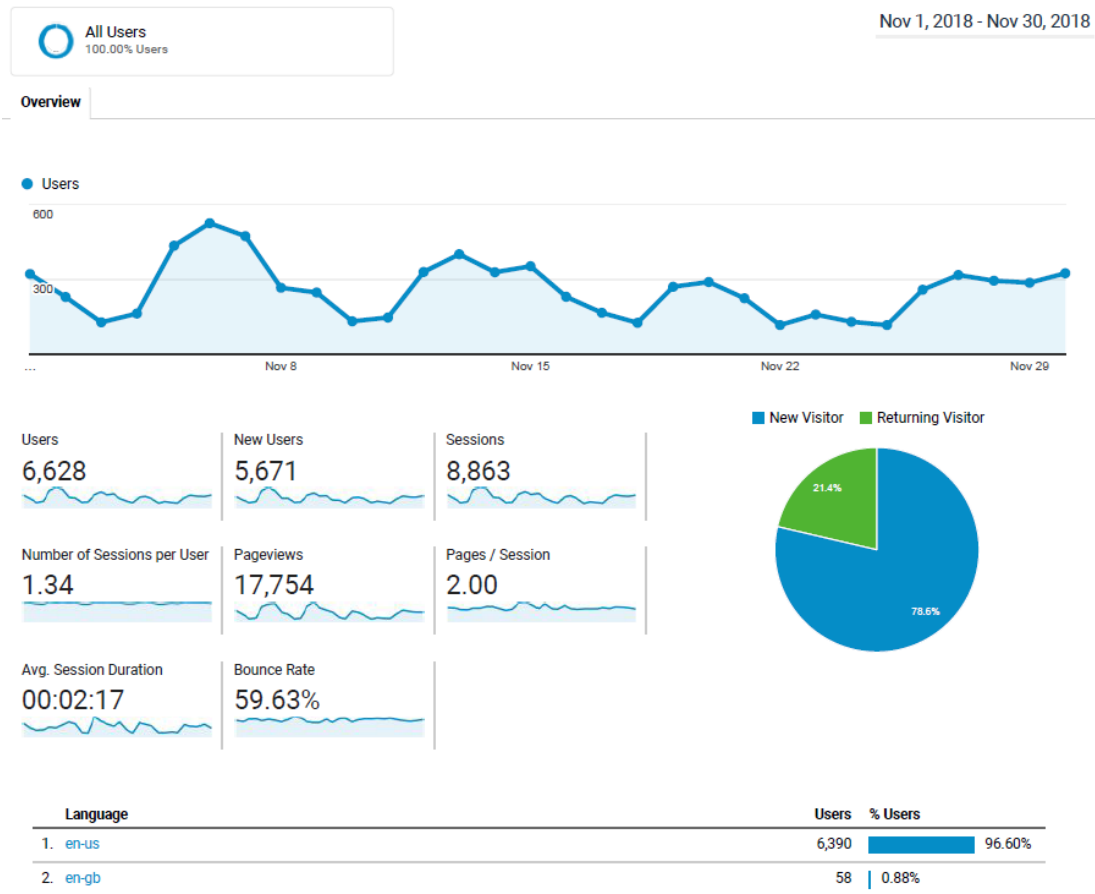 All Users
100.00% Users
Nov 1, 2018 - Nov 30, 2018
Overview
Users
600
300
... Nov 8 Nov 15 Nov 22 Nov 29
New Visitor Returning Visitor
Users New Users Sessions
6,628 5,671 8,863
21.4%
78.6%
Number of Sessions per User Pageviews Pages / Session
1.34 17,754 2.00
Avg. Session Duration Bounce Rate
00:02:17 59.63%
Language Users % Users
1. en-us 6,390 96.60%
2. en-gb 58 0.88%